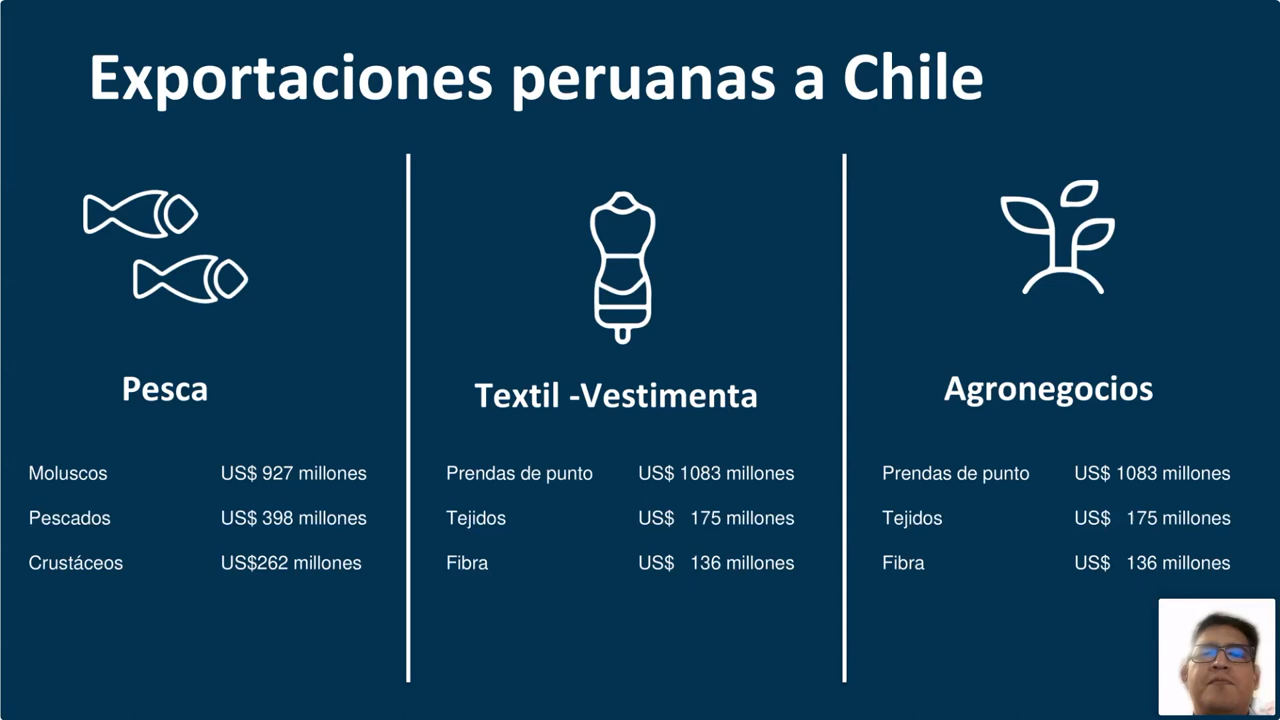 Exportaciones peruanas a Chile
Pesca
Moluscos US$ 927 millones
Pescados US$ 398 millones
Crustáceos US$262 millones
Textil -Vestimenta
Prendas de punto US$ 1083 millones
Tejidos US$ 175 millones
Fibra US$ 136 millones
Agronegocios
Prendas de punto US$ 1083 millones
Tejidos US$ 175 millones
Fibra US$ 136 millones